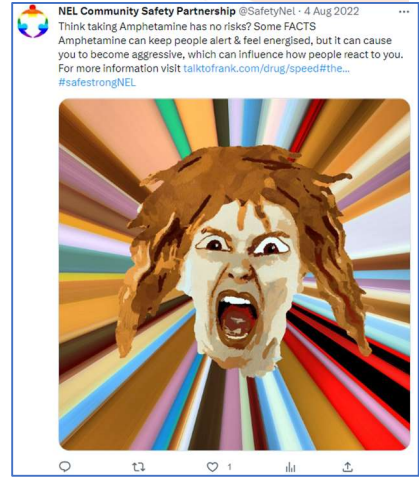 NEL Community Safety Partnership @SafetyNel · 4 Aug 2022 ...
Think taking Amphetamine has no risks? Some FACTS
Amphetamine can keep people alert & feel energised, but it can cause
you to become aggressive, which can influence how people react to you.
For more information visit talktofrank.com/drug/speed#the...
#safestrongNEL
1